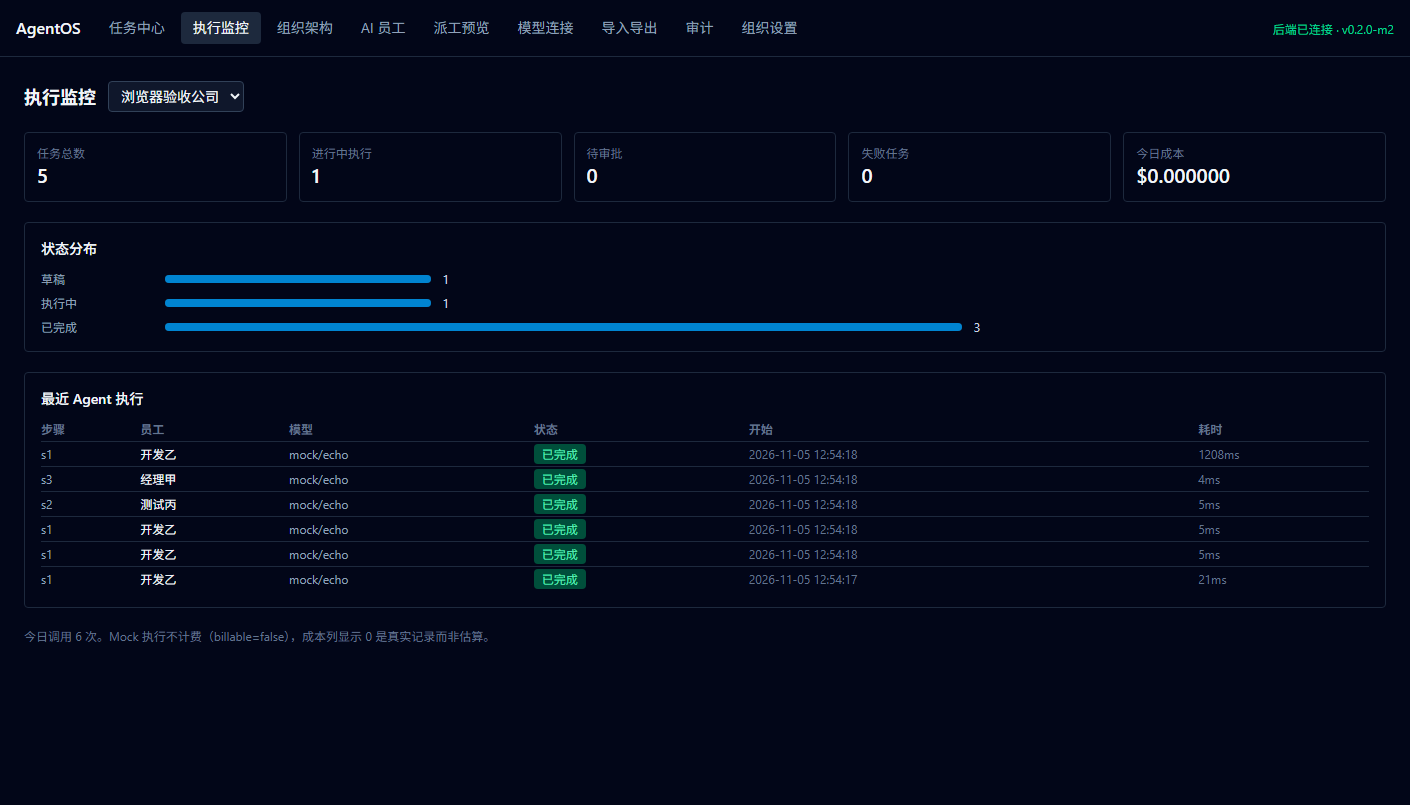 AgentOS 任务中心 执行监控 组织架构 AI 员工 派工预览 模型连接 导入导出 审计 组织设置 后端已连接 · v0.2.0-m2
执行监控 浏览器验收公司
任务总数 进行中执行 待审批 失败任务 今日成本
5 1 0 0 $0.000000
状态分布
草稿 1
执行中 1
已完成 3
最近 Agent 执行
步骤 员工 模型 状态 开始 耗时
s1 开发乙 mock/echo 已完成 2026-11-05 12:54:18 1208ms
s3 经理甲 mock/echo 已完成 2026-11-05 12:54:18 4ms
s2 测试丙 mock/echo 已完成 2026-11-05 12:54:18 5ms
s1 开发乙 mock/echo 已完成 2026-11-05 12:54:18 5ms
s1 开发乙 mock/echo 已完成 2026-11-05 12:54:18 5ms
s1 开发乙 mock/echo 已完成 2026-11-05 12:54:17 21ms
今日调用 6 次。Mock 执行不计费（billable=false），成本列显示 0 是真实记录而非估算。